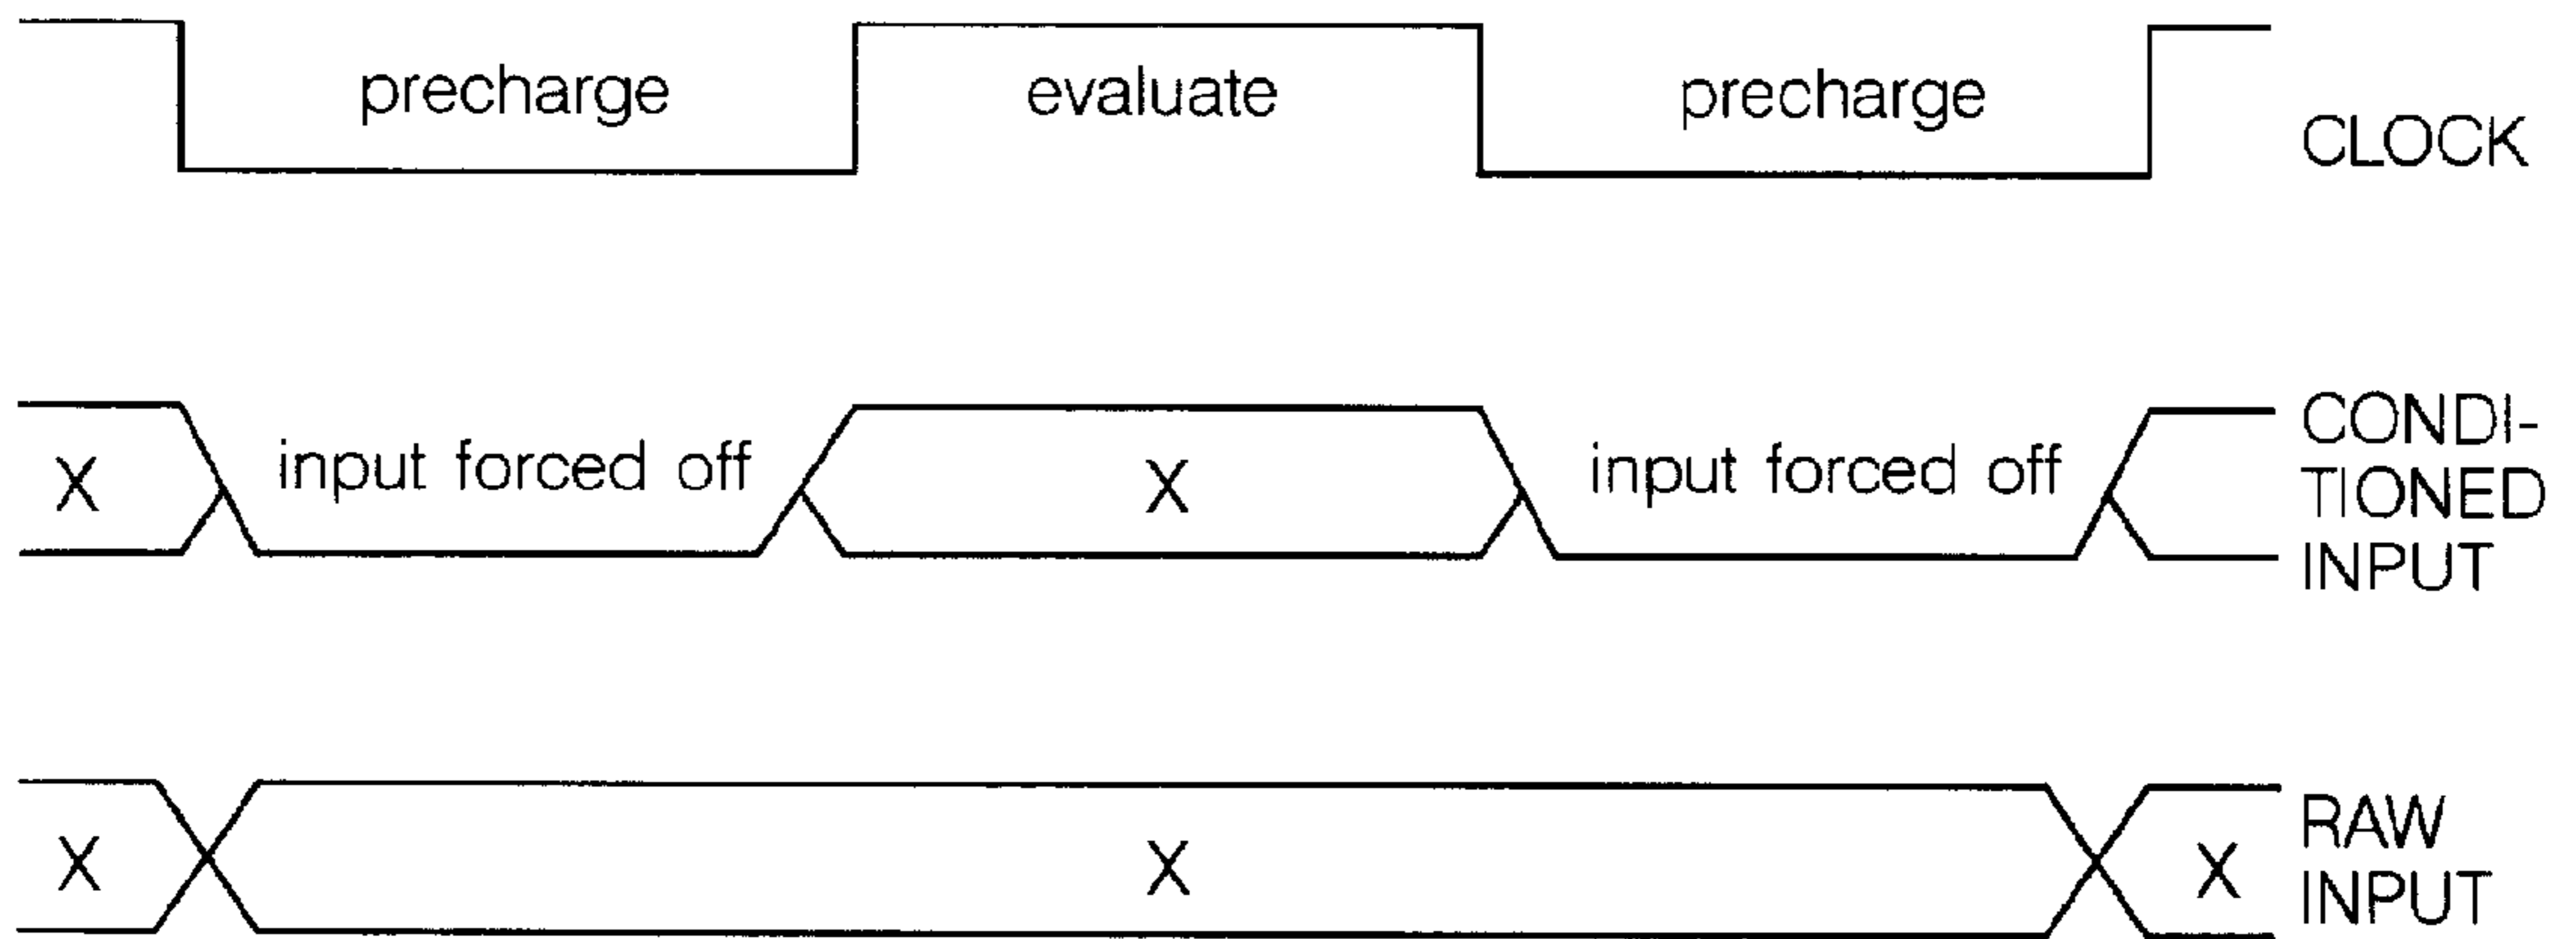 precharge evaluate precharge CLOCK
X input forced off X input forced off CONDI-
TIONED
INPUT
X X X RAW
INPUT